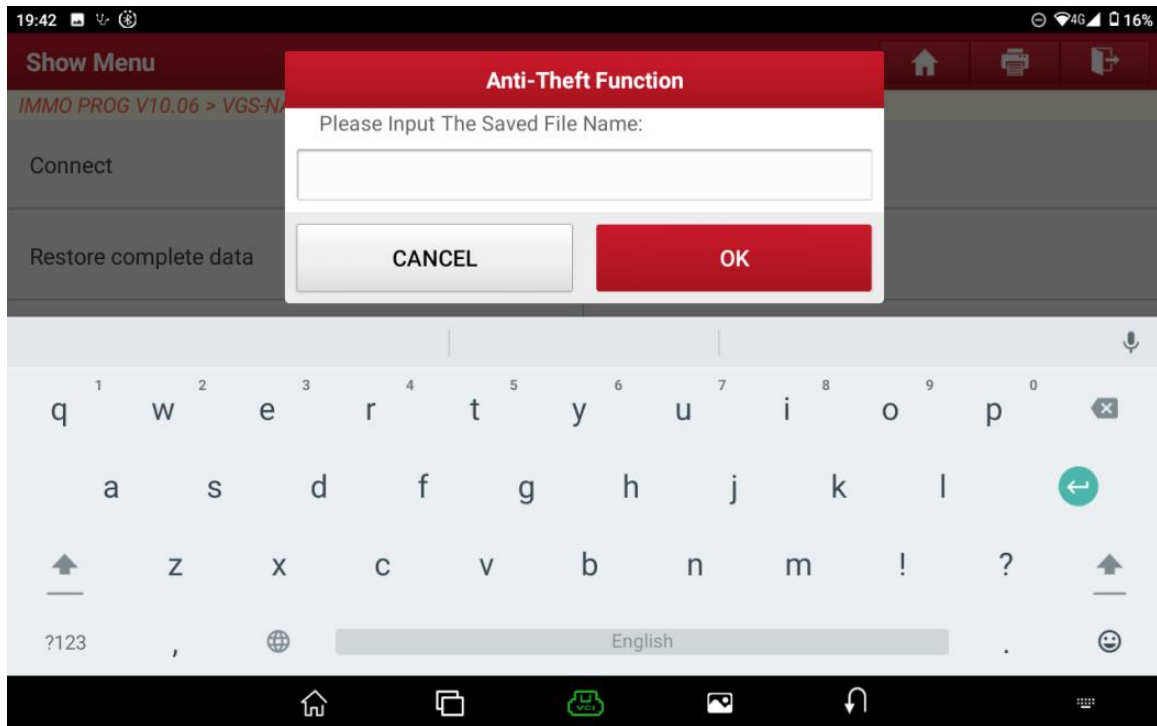 19:42 4G 16%
Show Menu
Anti-Theft Function
IMMO PROG V10.06 > VGS-NA
Please Input The Saved File Name:
Connect
CANCEL OK
Restore complete data
1 2 3 4 5 6 7 8 9 0
q w e r t y u i o p
a s d f g h j k l
z x c v b n m ! ?
?123 , English .
VCI